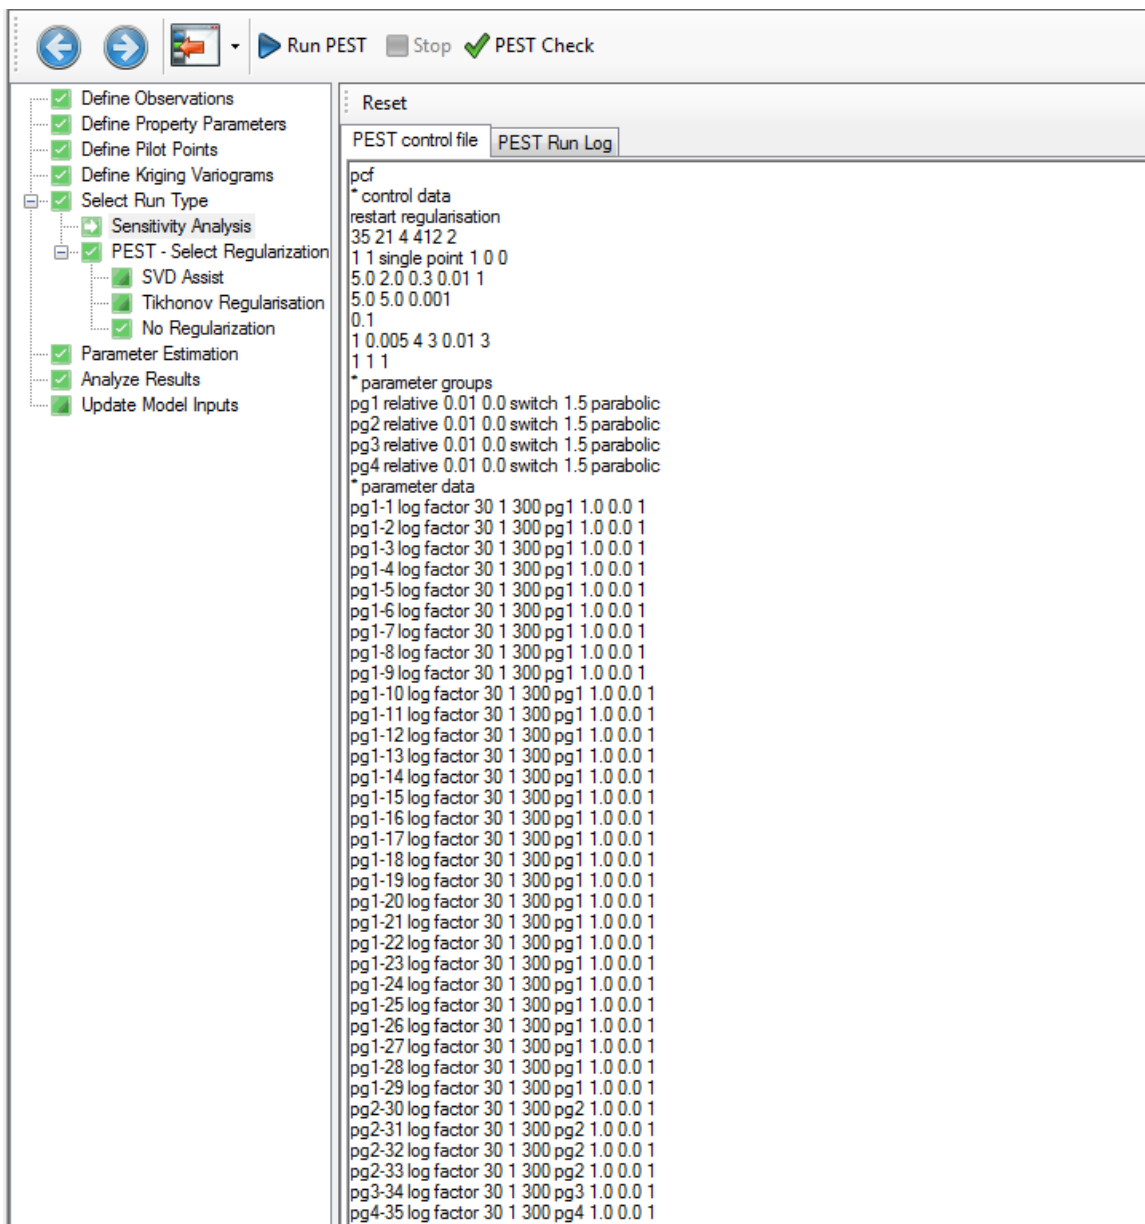 Run PEST Stop PEST Check
Define Observations
Define Property Parameters
Define Pilot Points
Define Kriging Variograms
Select Run Type
Sensitivity Analysis
PEST - Select Regularization
SVD Assist
Tikhonov Regularisation
No Regularization
Parameter Estimation
Analyze Results
Update Model Inputs
Reset
PEST control file PEST Run Log
pcf
* control data
restart regularisation
35 21 4 412 2
1 1 single point 1 0 0
5.0 2.0 0.3 0.01 1
5.0 5.0 0.001
0.1
1 0.005 4 3 0.01 3
1 1 1
* parameter groups
pg1 relative 0.01 0.0 switch 1.5 parabolic
pg2 relative 0.01 0.0 switch 1.5 parabolic
pg3 relative 0.01 0.0 switch 1.5 parabolic
pg4 relative 0.01 0.0 switch 1.5 parabolic
* parameter data
pg1-1 log factor 30 1 300 pg1 1.0 0.0 1
pg1-2 log factor 30 1 300 pg1 1.0 0.0 1
pg1-3 log factor 30 1 300 pg1 1.0 0.0 1
pg1-4 log factor 30 1 300 pg1 1.0 0.0 1
pg1-5 log factor 30 1 300 pg1 1.0 0.0 1
pg1-6 log factor 30 1 300 pg1 1.0 0.0 1
pg1-7 log factor 30 1 300 pg1 1.0 0.0 1
pg1-8 log factor 30 1 300 pg1 1.0 0.0 1
pg1-9 log factor 30 1 300 pg1 1.0 0.0 1
pg1-10 log factor 30 1 300 pg1 1.0 0.0 1
pg1-11 log factor 30 1 300 pg1 1.0 0.0 1
pg1-12 log factor 30 1 300 pg1 1.0 0.0 1
pg1-13 log factor 30 1 300 pg1 1.0 0.0 1
pg1-14 log factor 30 1 300 pg1 1.0 0.0 1
pg1-15 log factor 30 1 300 pg1 1.0 0.0 1
pg1-16 log factor 30 1 300 pg1 1.0 0.0 1
pg1-17 log factor 30 1 300 pg1 1.0 0.0 1
pg1-18 log factor 30 1 300 pg1 1.0 0.0 1
pg1-19 log factor 30 1 300 pg1 1.0 0.0 1
pg1-20 log factor 30 1 300 pg1 1.0 0.0 1
pg1-21 log factor 30 1 300 pg1 1.0 0.0 1
pg1-22 log factor 30 1 300 pg1 1.0 0.0 1
pg1-23 log factor 30 1 300 pg1 1.0 0.0 1
pg1-24 log factor 30 1 300 pg1 1.0 0.0 1
pg1-25 log factor 30 1 300 pg1 1.0 0.0 1
pg1-26 log factor 30 1 300 pg1 1.0 0.0 1
pg1-27 log factor 30 1 300 pg1 1.0 0.0 1
pg1-28 log factor 30 1 300 pg1 1.0 0.0 1
pg1-29 log factor 30 1 300 pg1 1.0 0.0 1
pg2-30 log factor 30 1 300 pg2 1.0 0.0 1
pg2-31 log factor 30 1 300 pg2 1.0 0.0 1
pg2-32 log factor 30 1 300 pg2 1.0 0.0 1
pg2-33 log factor 30 1 300 pg2 1.0 0.0 1
pg3-34 log factor 30 1 300 pg3 1.0 0.0 1
pg4-35 log factor 30 1 300 pg4 1.0 0.0 1